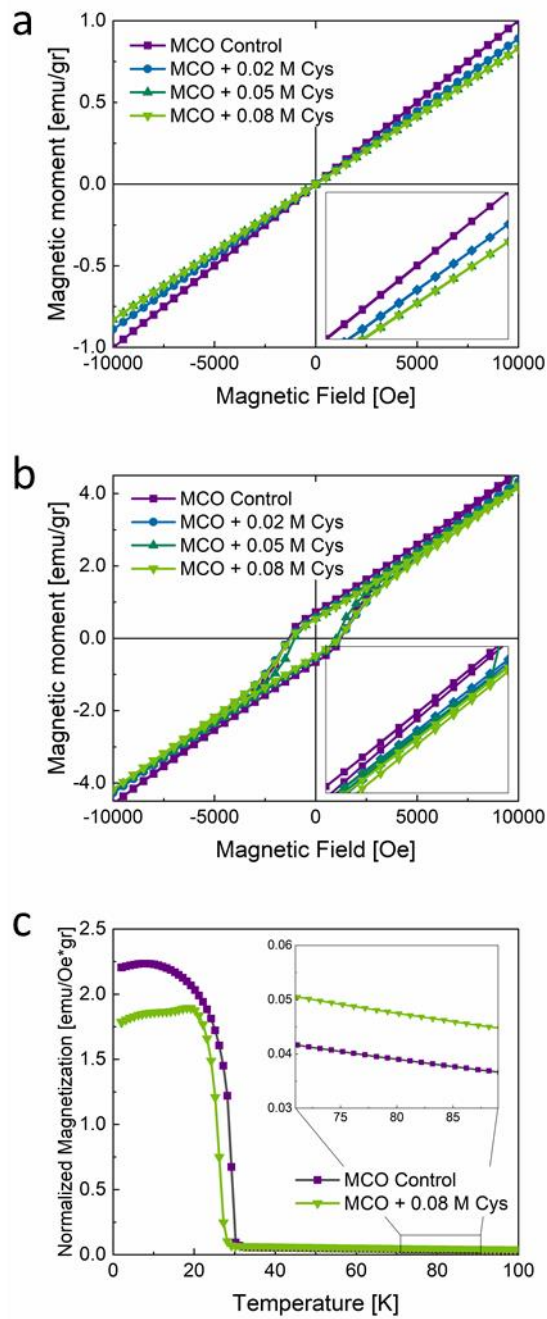 a
Magnetic moment [emu/gr]
1.0
0.5
0.0
-0.5
-1.0
MCO Control
MCO + 0.02 M Cys
MCO + 0.05 M Cys
MCO + 0.08 M Cys
-10000 -5000 0 5000 10000
Magnetic Field [Oe]
b
Magnetic moment [emu/gr]
4.0
2.0
0.0
-2.0
-4.0
MCO Control
MCO + 0.02 M Cys
MCO + 0.05 M Cys
MCO + 0.08 M Cys
-10000 -5000 0 5000 10000
Magnetic Field [Oe]
c
Normalized Magnetization [emu/Oe*gr]
2.5
2.0
1.5
1.0
0.5
0.0
0.06
0.05
0.04
0.03
75 80 85
MCO Control
MCO + 0.08 M Cys
0 20 40 60 80 100
Temperature [K]